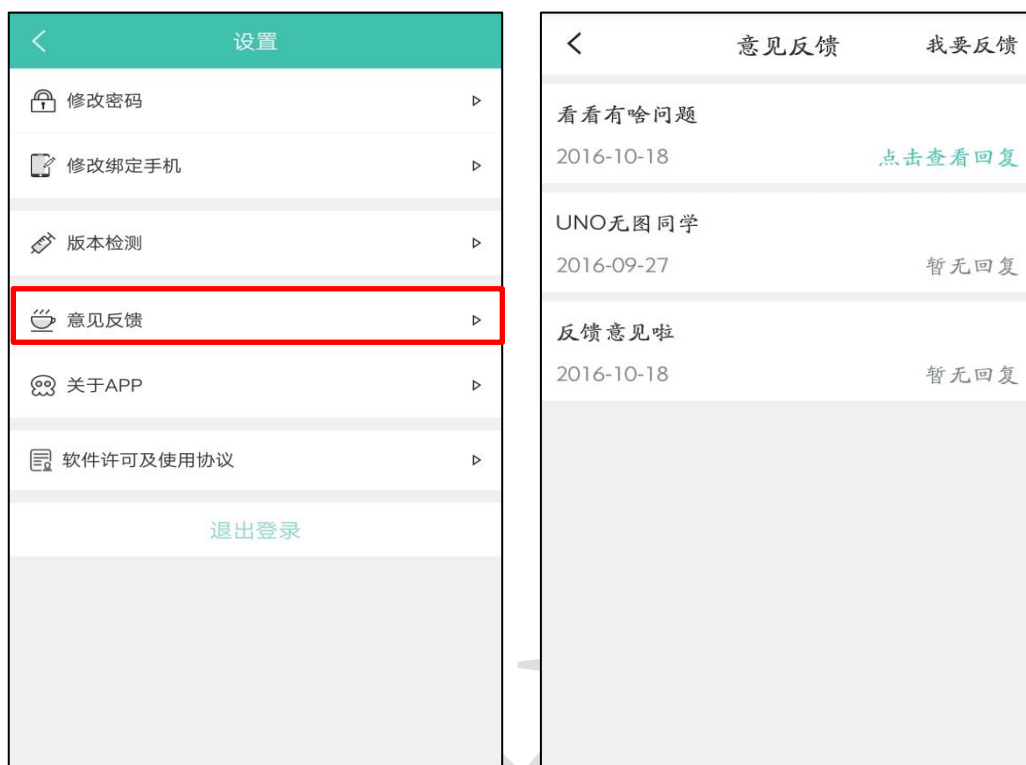 设置
修改密码
修改绑定手机
版本检测
意见反馈
关于APP
软件许可及使用协议
退出登录
意见反馈 我要反馈
看看有啥问题
2016-10-18 点击查看回复
UNO无图同学
2016-09-27 暂无回复
反馈意见啦
2016-10-18 暂无回复